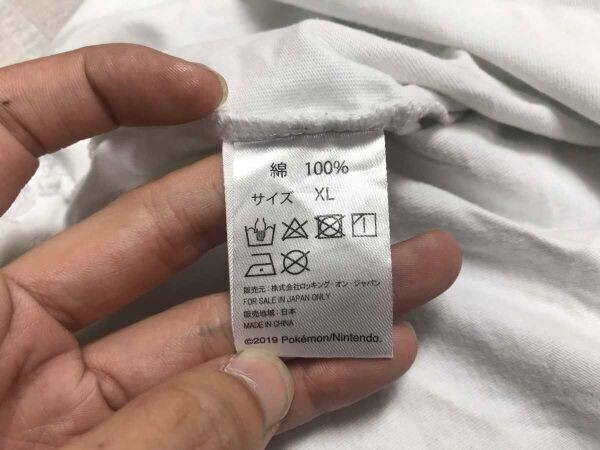 綿 100%
サイズ XL
販売元：株式会社ロッキング・オン・ジャパン
FOR SALE IN JAPAN ONLY
販売地域：日本
MADE IN CHINA
©2019 Pokémon/Nintendo.